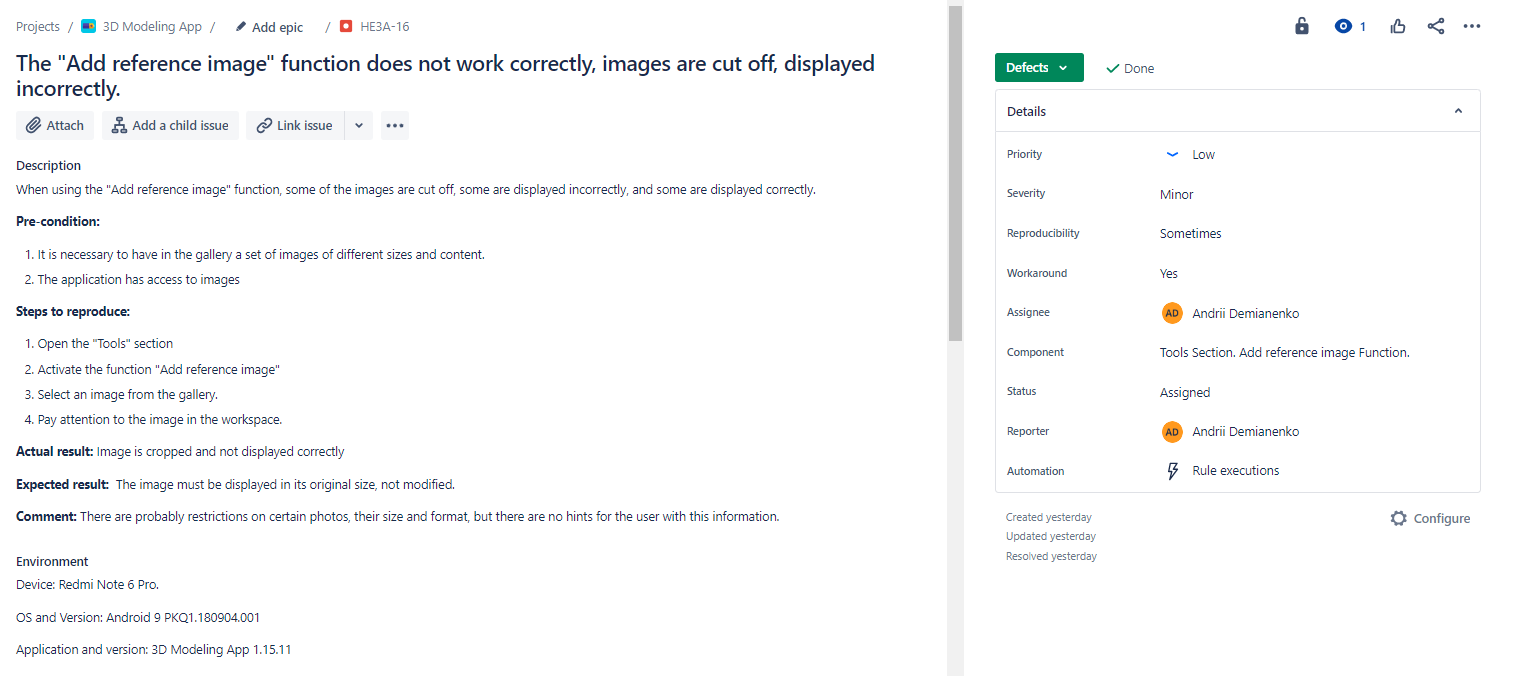 Projects / 3D Modeling App / Add epic / HE3A-16
The "Add reference image" function does not work correctly, images are cut off, displayed
incorrectly.
Attach Add a child issue Link issue
Description
When using the "Add reference image" function, some of the images are cut off, some are displayed incorrectly, and some are displayed correctly.
Pre-condition:
1. It is necessary to have in the gallery a set of images of different sizes and content.
2. The application has access to images
Steps to reproduce:
1. Open the "Tools" section
2. Activate the function "Add reference image"
3. Select an image from the gallery.
4. Pay attention to the image in the workspace.
Actual result: Image is cropped and not displayed correctly
Expected result: The image must be displayed in its original size, not modified.
Comment: There are probably restrictions on certain photos, their size and format, but there are no hints for the user with this information.
Environment
Device: Redmi Note 6 Pro.
OS and Version: Android 9 PKQ1.180904.001
Application and version: 3D Modeling App 1.15.11
1
Defects Done
Details
Priority Low
Severity Minor
Reproducibility Sometimes
Workaround Yes
Assignee AD Andrii Demianenko
Component Tools Section. Add reference image Function.
Status Assigned
Reporter AD Andrii Demianenko
Automation Rule executions
Created yesterday Configure
Updated yesterday
Resolved yesterday